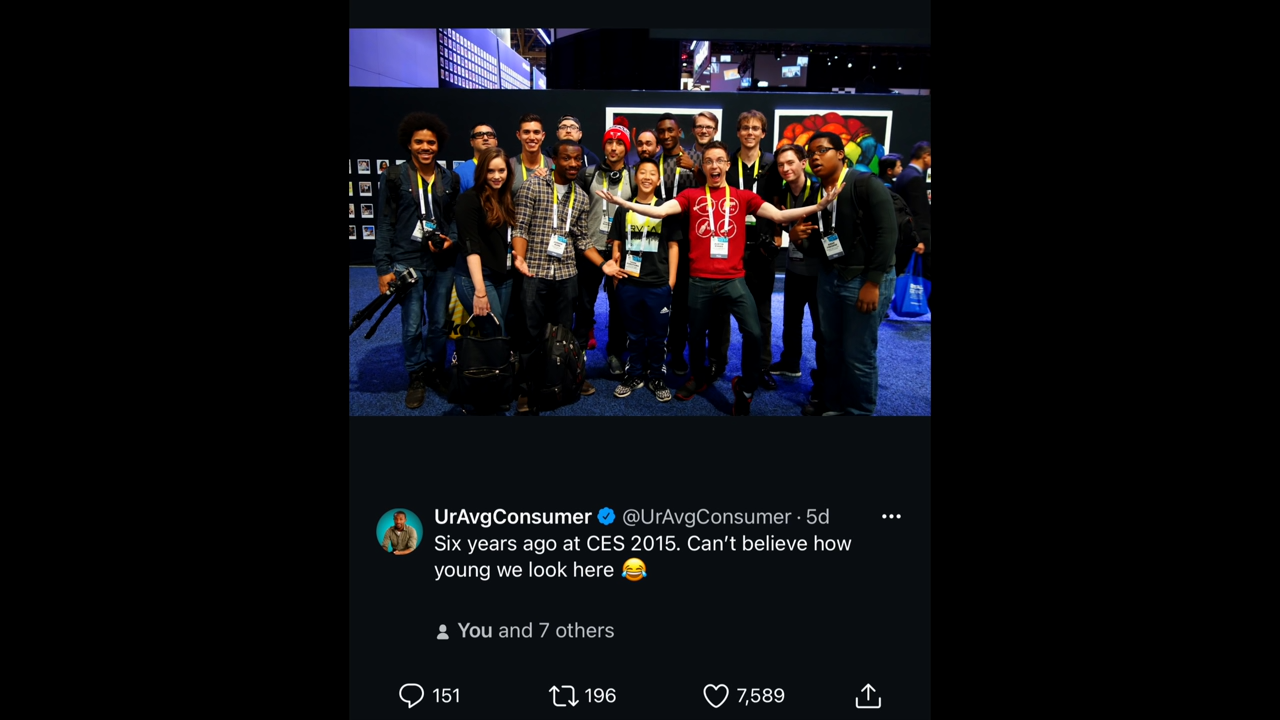 UrAvgConsumer @UrAvgConsumer · 5d
Six years ago at CES 2015. Can’t believe how
young we look here 😂
You and 7 others
151 196 7,589